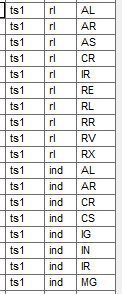 ts1 rl AL
ts1 rl AR
ts1 rl AS
ts1 rl CR
ts1 rl IR
ts1 rl RE
ts1 rl RL
ts1 rl RR
ts1 rl RV
ts1 rl RX
ts1 ind AL
ts1 ind AR
ts1 ind CR
ts1 ind CS
ts1 ind IG
ts1 ind IN
ts1 ind IR
ts1 ind MG